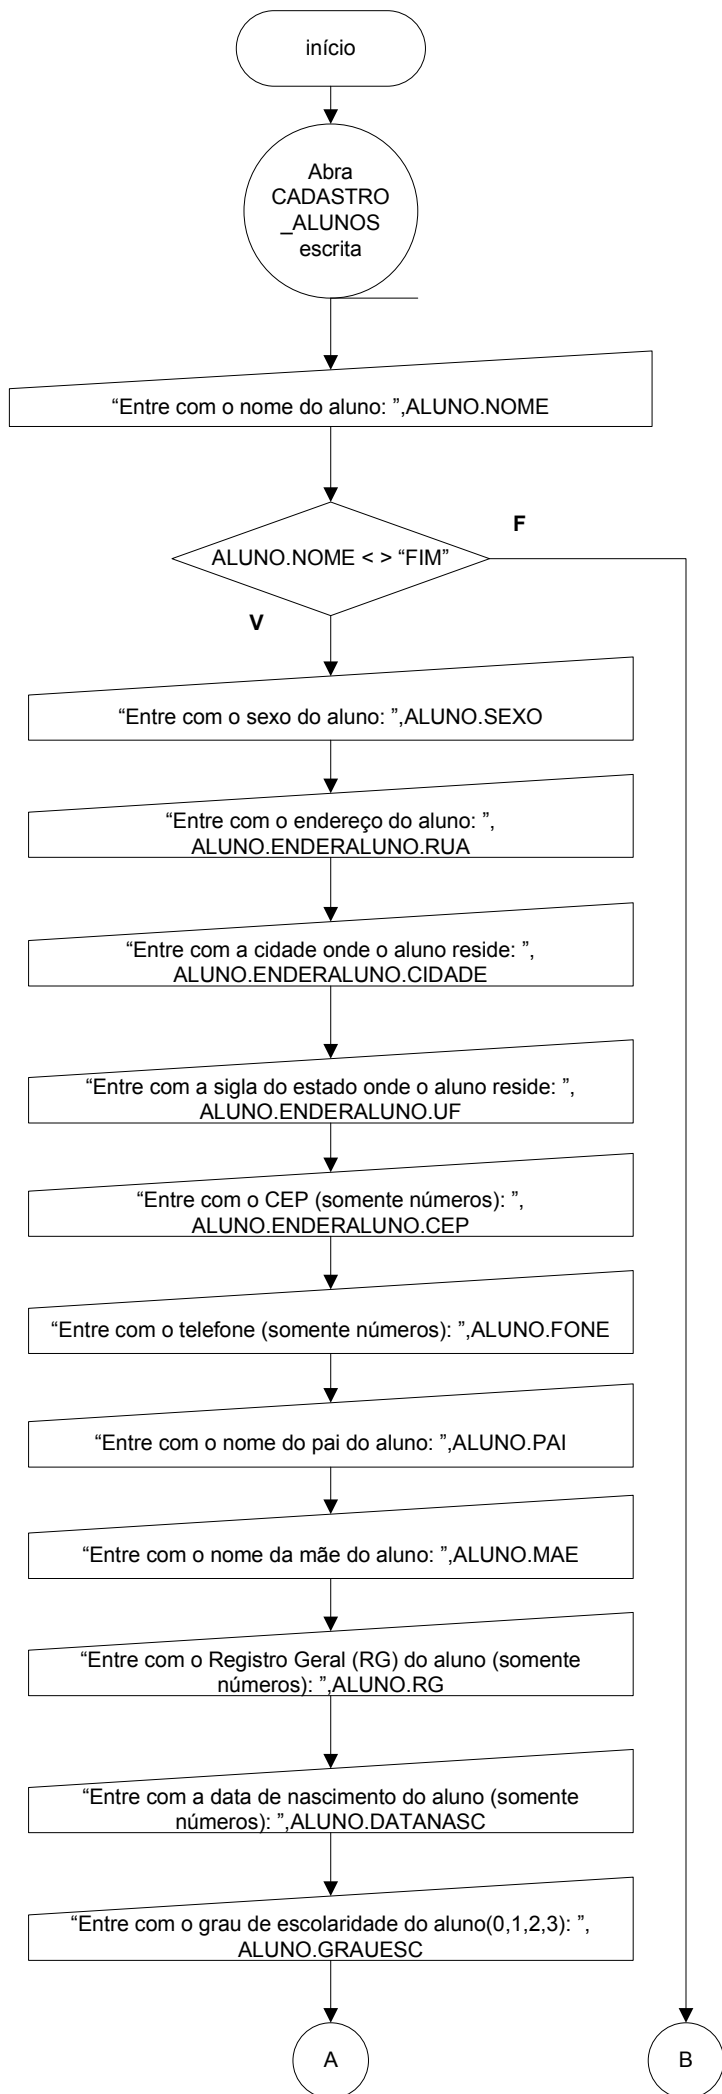 início
Abra
CADASTRO
_ALUNOS
escrita
“Entre com o nome do aluno: ”,ALUNO.NOME
ALUNO.NOME < > “FIM”
F
V
“Entre com o sexo do aluno: ”,ALUNO.SEXO
“Entre com o endereço do aluno: ”,
ALUNO.ENDERALUNO.RUA
“Entre com a cidade onde o aluno reside: ”,
ALUNO.ENDERALUNO.CIDADE
“Entre com a sigla do estado onde o aluno reside: ”,
ALUNO.ENDERALUNO.UF
“Entre com o CEP (somente números): ”,
ALUNO.ENDERALUNO.CEP
“Entre com o telefone (somente números): ”,ALUNO.FONE
“Entre com o nome do pai do aluno: ”,ALUNO.PAI
“Entre com o nome da mãe do aluno: ”,ALUNO.MAE
“Entre com o Registro Geral (RG) do aluno (somente
números): ”,ALUNO.RG
“Entre com a data de nascimento do aluno (somente
números): ”,ALUNO.DATANASC
“Entre com o grau de escolaridade do aluno(0,1,2,3): ”,
ALUNO.GRAUESC
A
B